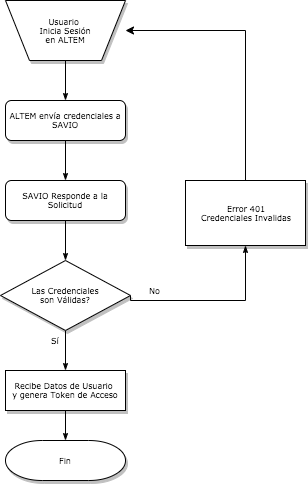 Usuario
Inicia Sesión
en ALTEM
ALTEM envía credenciales a
SAVIO
SAVIO Responde a la
Solicitud
Error 401
Credenciales Invalidas
Las Credenciales
son Válidas?
No
Sí
Recibe Datos de Usuario
y genera Token de Acceso
Fin